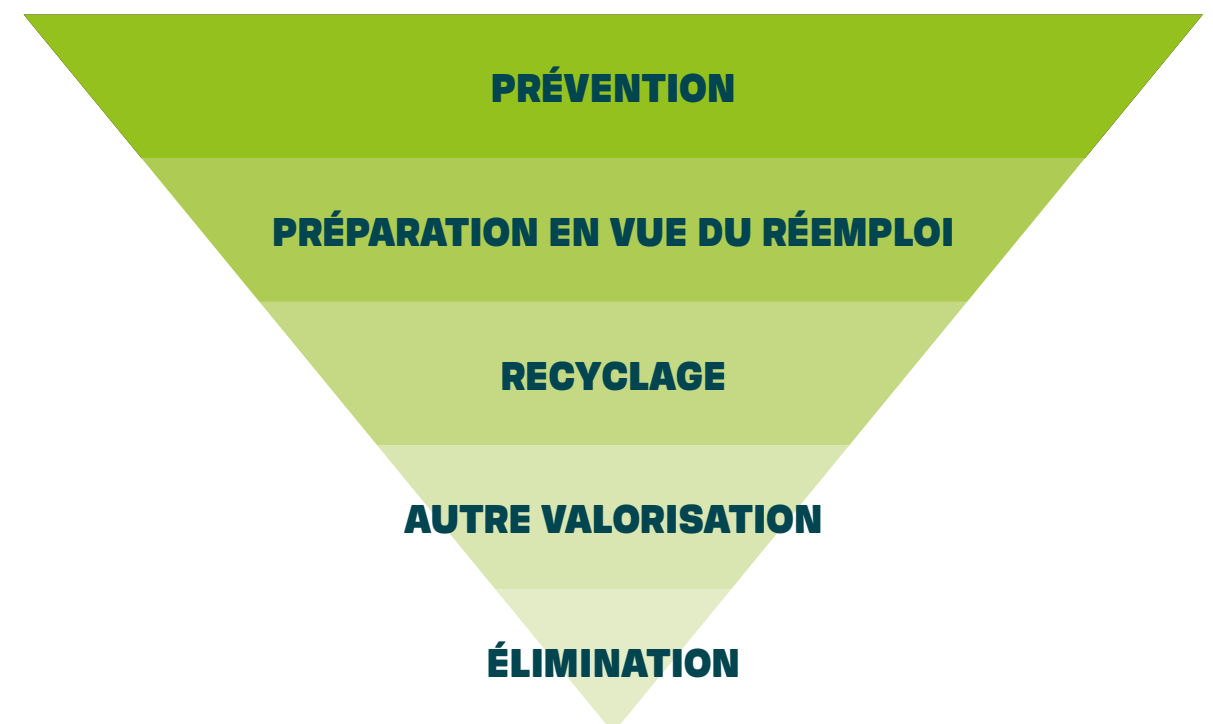 PRÉVENTION
PRÉPARATION EN VUE DU RÉEMPLOI
RECYCLAGE
AUTRE VALORISATION
ÉLIMINATION